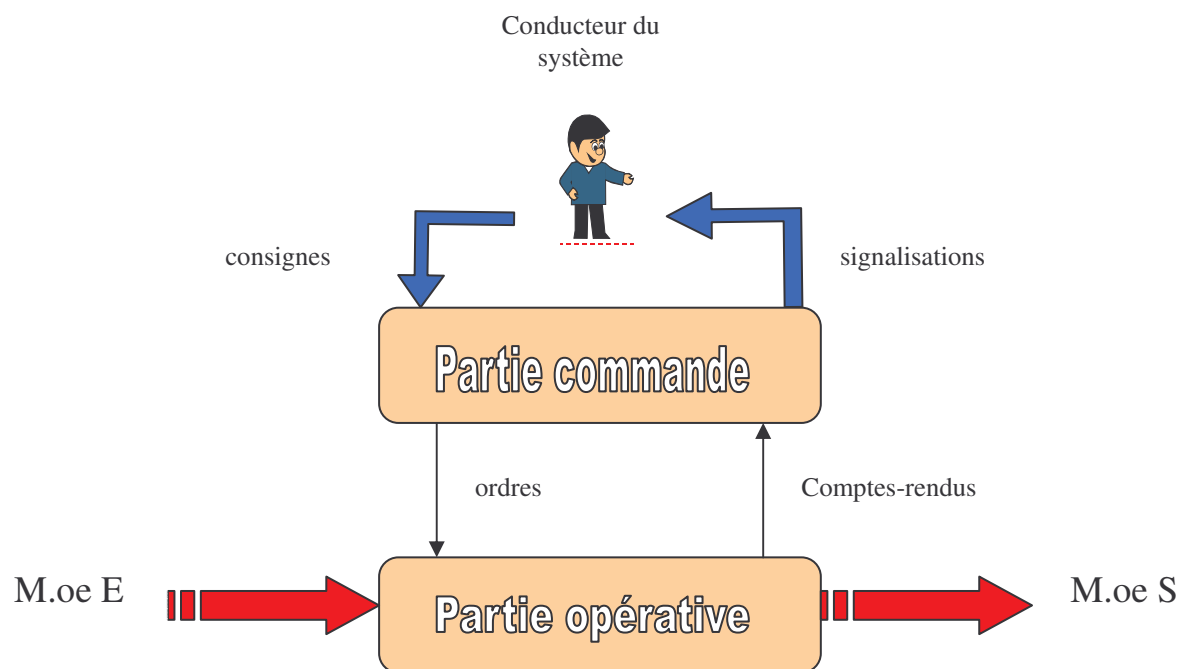 Conducteur du
système
consignes
signalisations
Partie commande
ordres
Comptes-rendus
M.oe E
Partie opérative
M.oe S